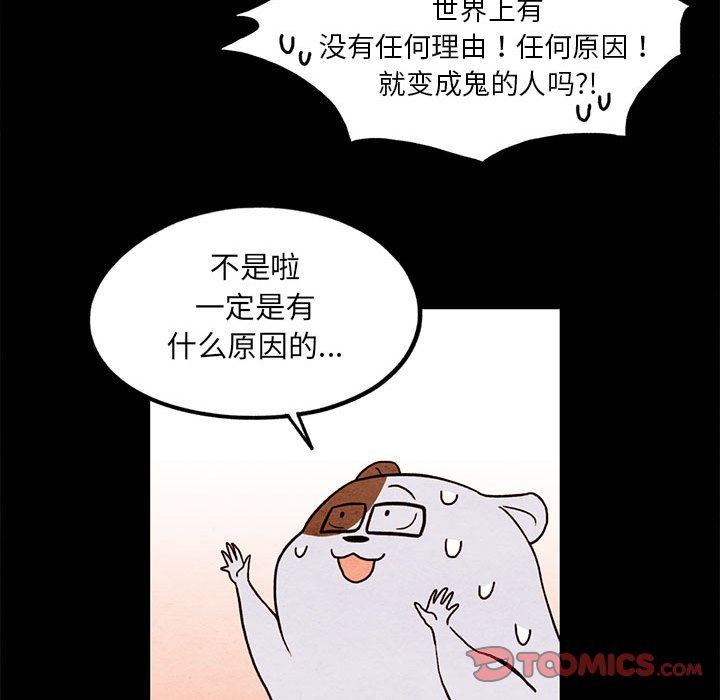 世界上有
没有任何理由！任何原因！
就变成鬼的人吗?!
不是啦
一定是有
什么原因的...
TOOMICS.COM